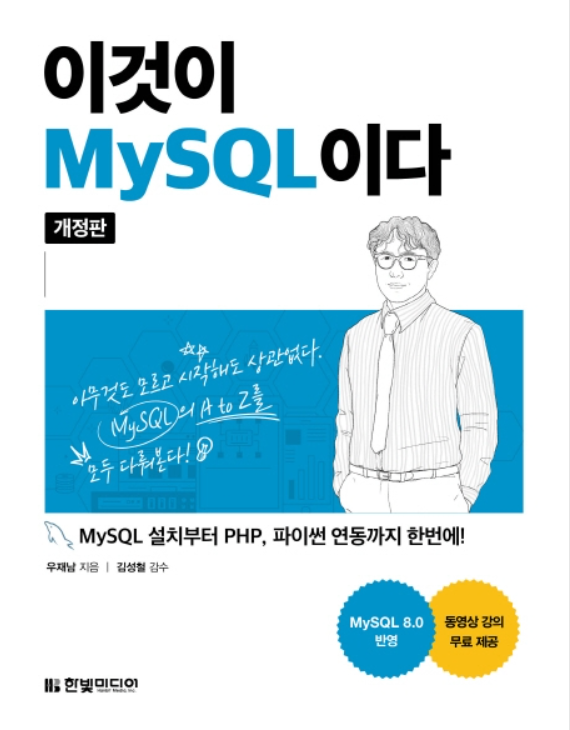 이것이
MySQL이다
개정판
아무것도 모르고 시작해도 상관없다.
MySQL의 A to Z를
모두 다뤄본다!
MySQL 설치부터 PHP, 파이썬 연동까지 한번에!
우재남 지음 | 김성철 감수
MySQL 8.0
반영
동영상 강의
무료 제공
한빛미디어
Hanbit Media, Inc.